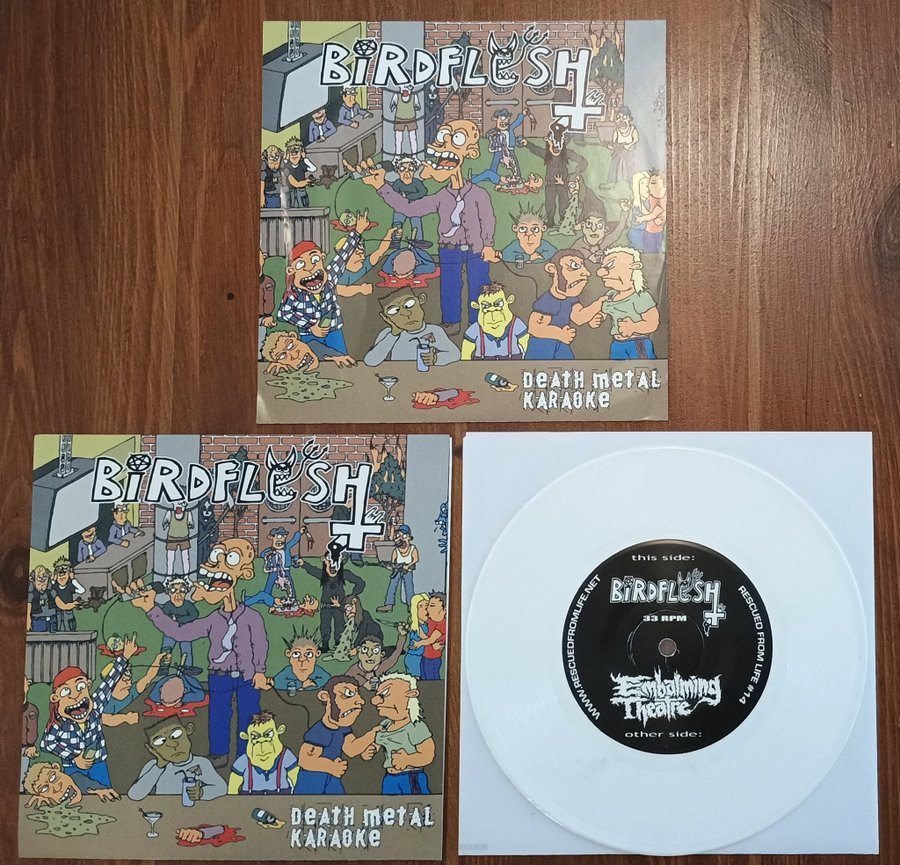 BiRDFLESH
DEATH METAL
KARAOKE
BiRDFLESH
DEATH METAL
KARAOKE
this side:
BiRDFLESH
33 RPM
WWW.RESCUEDFROMLIFE.NET
RESCUED FROM LIFE #14
Embalming
Theatre
other side: